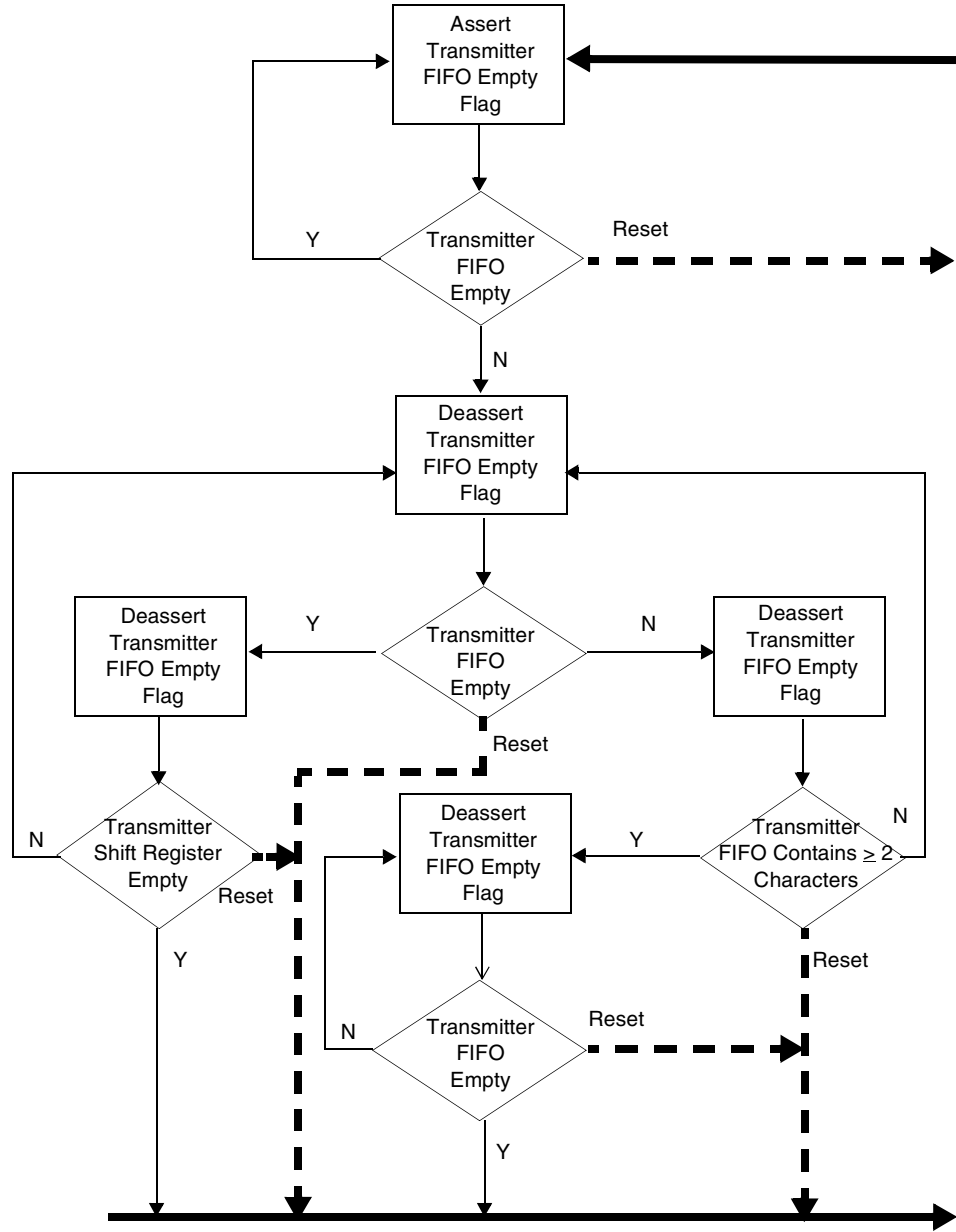 Assert
Transmitter
FIFO Empty
Flag
Y
Transmitter
FIFO
Empty
Reset
N
Deassert
Transmitter
FIFO Empty
Flag
Deassert
Transmitter
FIFO Empty
Flag
Y
Transmitter
FIFO
Empty
N
Deassert
Transmitter
FIFO Empty
Flag
Reset
N
Transmitter
Shift Register
Empty
Reset
Y
Deassert
Transmitter
FIFO Empty
Flag
Y
Transmitter
FIFO Contains ≥ 2
Characters
N
Reset
N
Transmitter
FIFO
Empty
Reset
Y